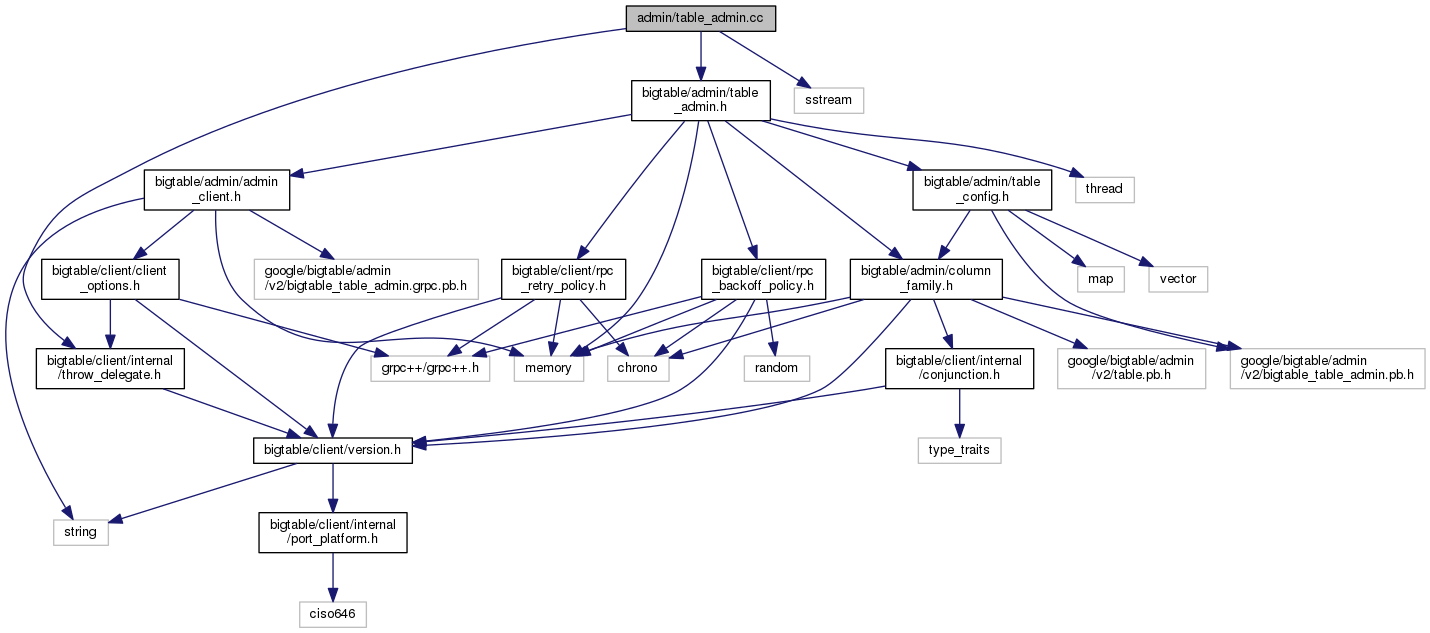 admin/table_admin.cc
bigtable/admin/table
_admin.h
sstream
bigtable/admin/admin
_client.h
bigtable/admin/table
_config.h
thread
bigtable/client/client
_options.h
google/bigtable/admin
/v2/bigtable_table_admin.grpc.pb.h
bigtable/client/rpc
_retry_policy.h
bigtable/client/rpc
_backoff_policy.h
bigtable/admin/column
_family.h
map
vector
bigtable/client/internal
/throw_delegate.h
grpc++/grpc++.h
memory
chrono
random
bigtable/client/internal
/conjunction.h
google/bigtable/admin
/v2/table.pb.h
google/bigtable/admin
/v2/bigtable_table_admin.pb.h
bigtable/client/version.h
type_traits
string
bigtable/client/internal
/port_platform.h
ciso646